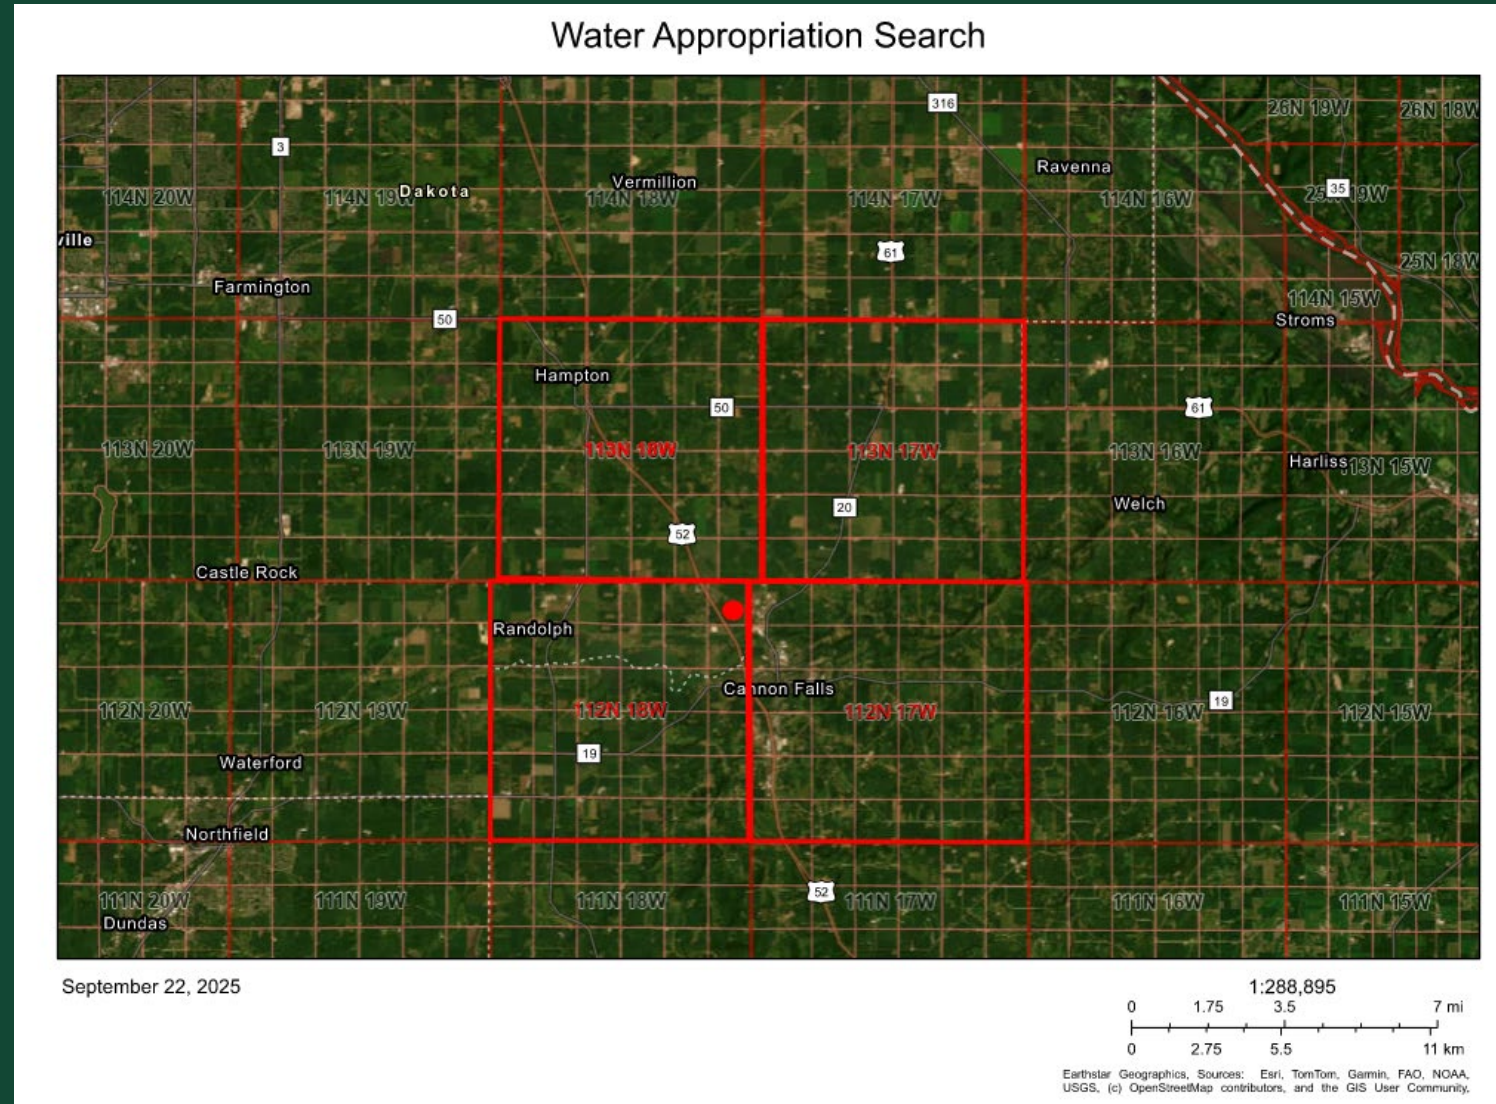 Water Appropriation Search
316
26N 19W
26N 18W
3
Ravenna
Vermillion
Dakota
35
114N 20W
114N 19W
114N 18W
114N 17W
114N 16W
25N 19W
ville
61
25N 18W
Farmington
114N 15W
50
Stroms
Hampton
50
61
113N 20W
113N 19W
113N 18W
113N 17W
113N 16W
Harliss
113N 15W
Welch
20
52
Castle Rock
Randolph
Cannon Falls
19
112N 20W
112N 19W
112N 18W
112N 17W
112N 16W
112N 15W
19
Waterford
Northfield
52
111N 20W
111N 19W
111N 18W
111N 17W
111N 16W
111N 15W
Dundas
September 22, 2025
1:288,895
0 1.75 3.5 7 mi
0 2.75 5.5 11 km
Earthstar Geographics, Sources: Esri, TomTom, Garmin, FAO, NOAA,
USGS, (c) OpenStreetMap contributors, and the GIS User Community,